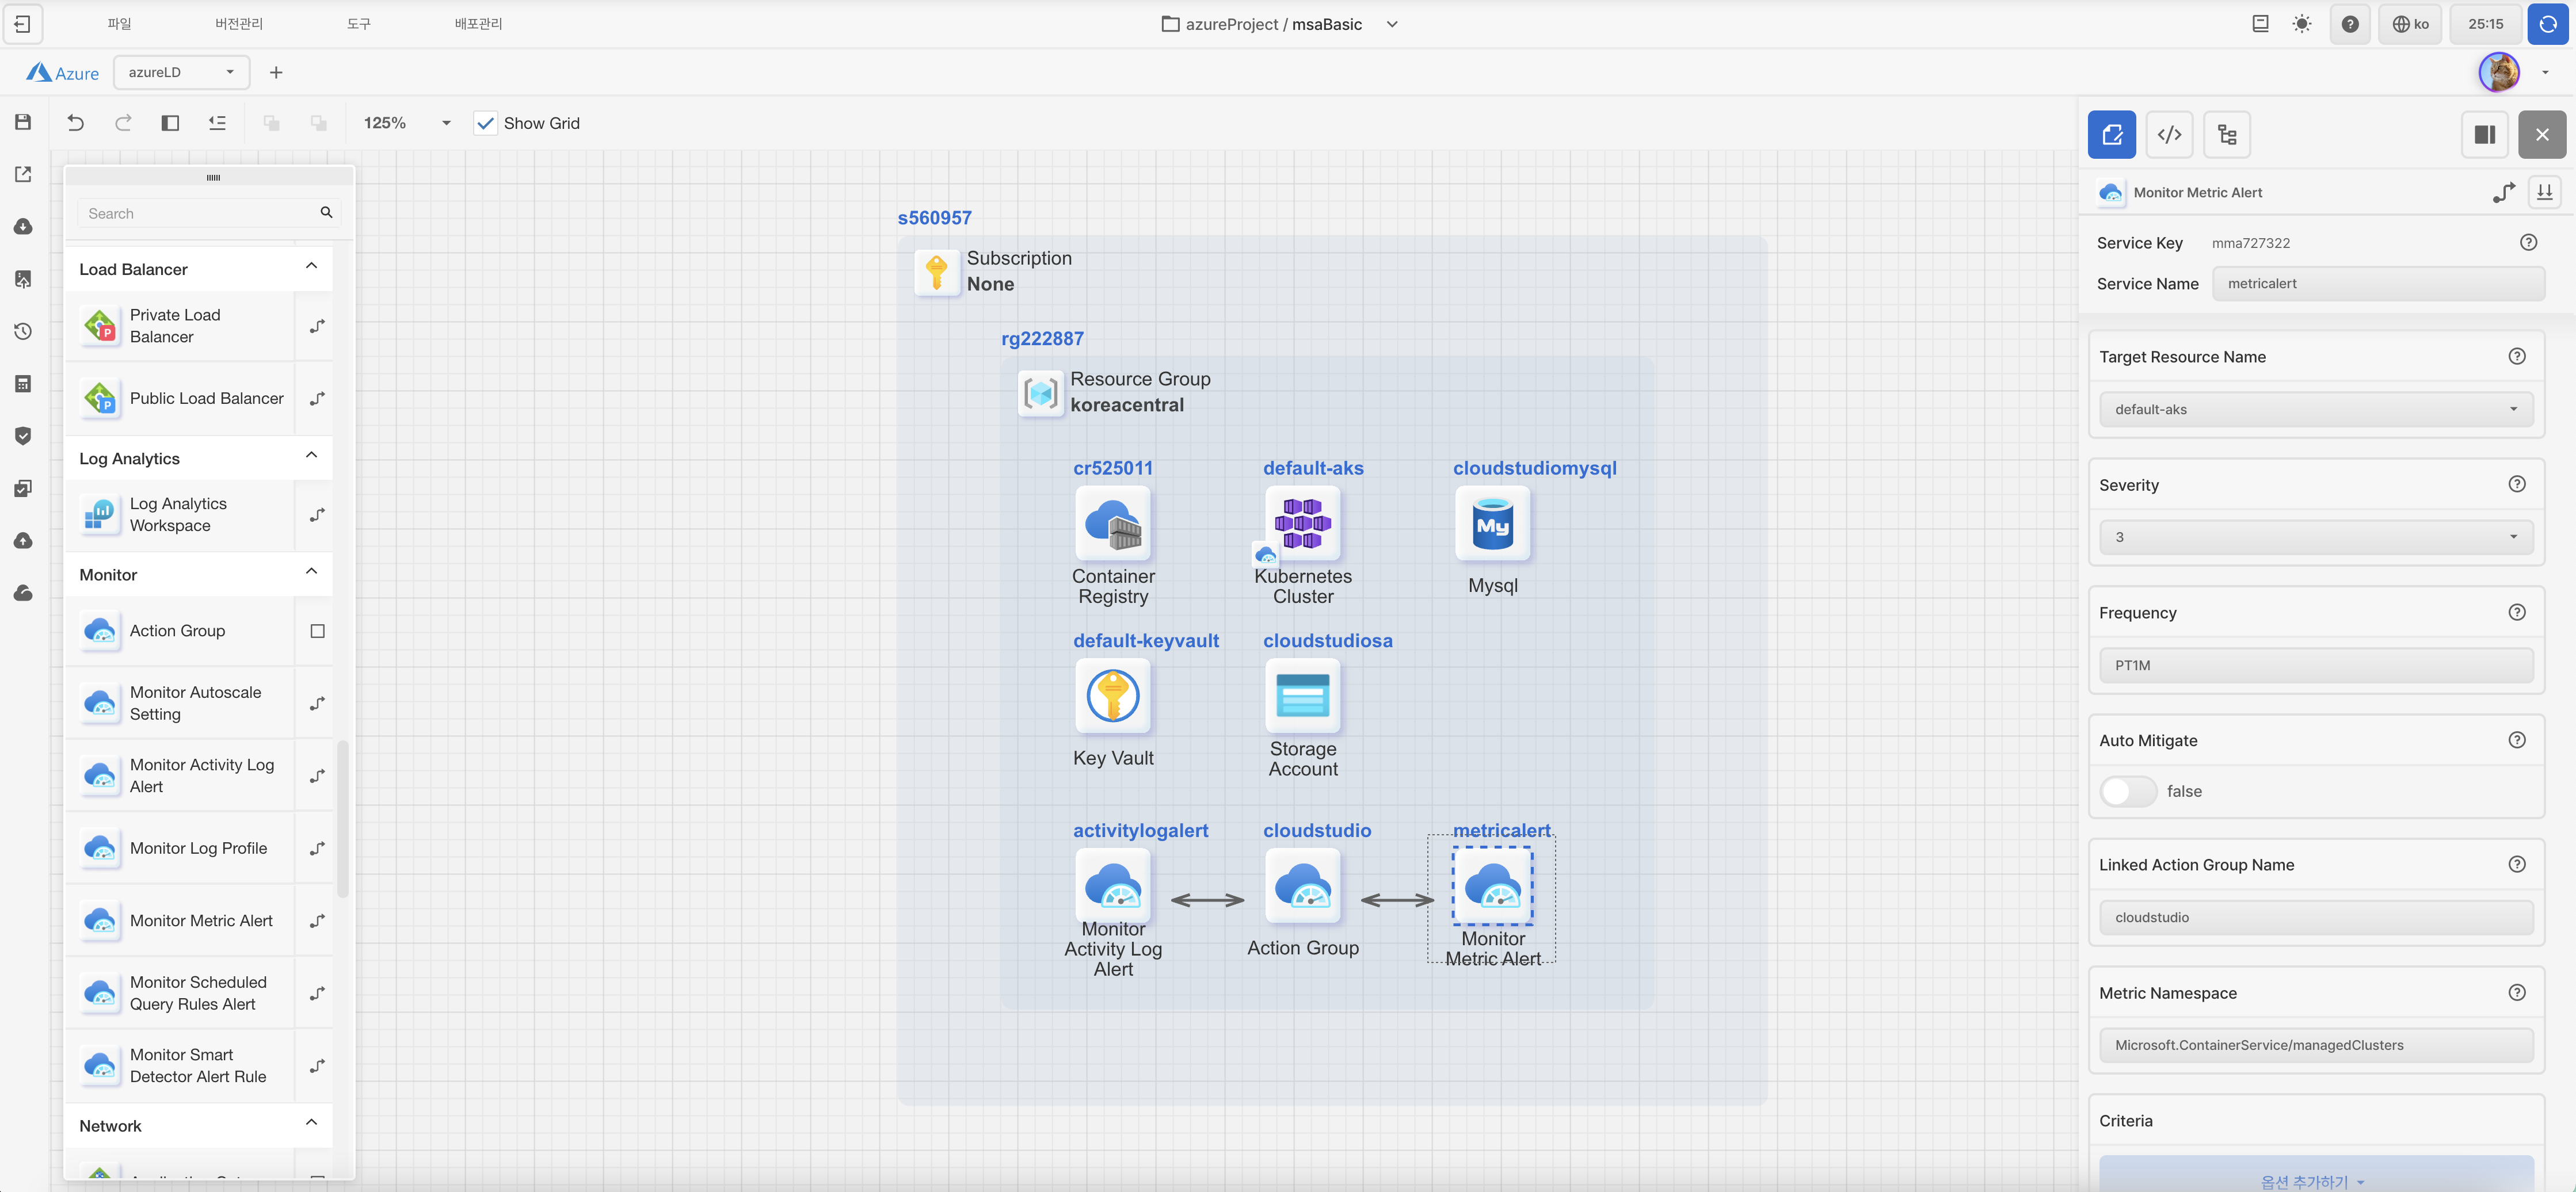 파일
버전관리
도구
배포관리
azureProject / msaBasic
ko
25:15
Azure
azureLD
125%
Show Grid
Search
Load Balancer
Private Load
Balancer
Public Load Balancer
Log Analytics
Log Analytics
Workspace
Monitor
Action Group
Monitor Autoscale
Setting
Monitor Activity Log
Alert
Monitor Log Profile
Monitor Metric Alert
Monitor Scheduled
Query Rules Alert
Monitor Smart
Detector Alert Rule
Network
s560957
Subscription
None
rg222887
Resource Group
koreacentral
cr525011
Container
Registry
default-aks
Kubernetes
Cluster
cloudstudiomysql
My
Mysql
default-keyvault
Key Vault
cloudstudiosa
Storage
Account
activitylogalert
Monitor
Activity Log
Alert
cloudstudio
Action Group
metricalert
Monitor
Metric Alert
Monitor Metric Alert
Service Key
mma727322
Service Name
metricalert
Target Resource Name
default-aks
Severity
3
Frequency
PT1M
Auto Mitigate
false
Linked Action Group Name
cloudstudio
Metric Namespace
Microsoft.ContainerService/managedClusters
Criteria
옵션 추가하기